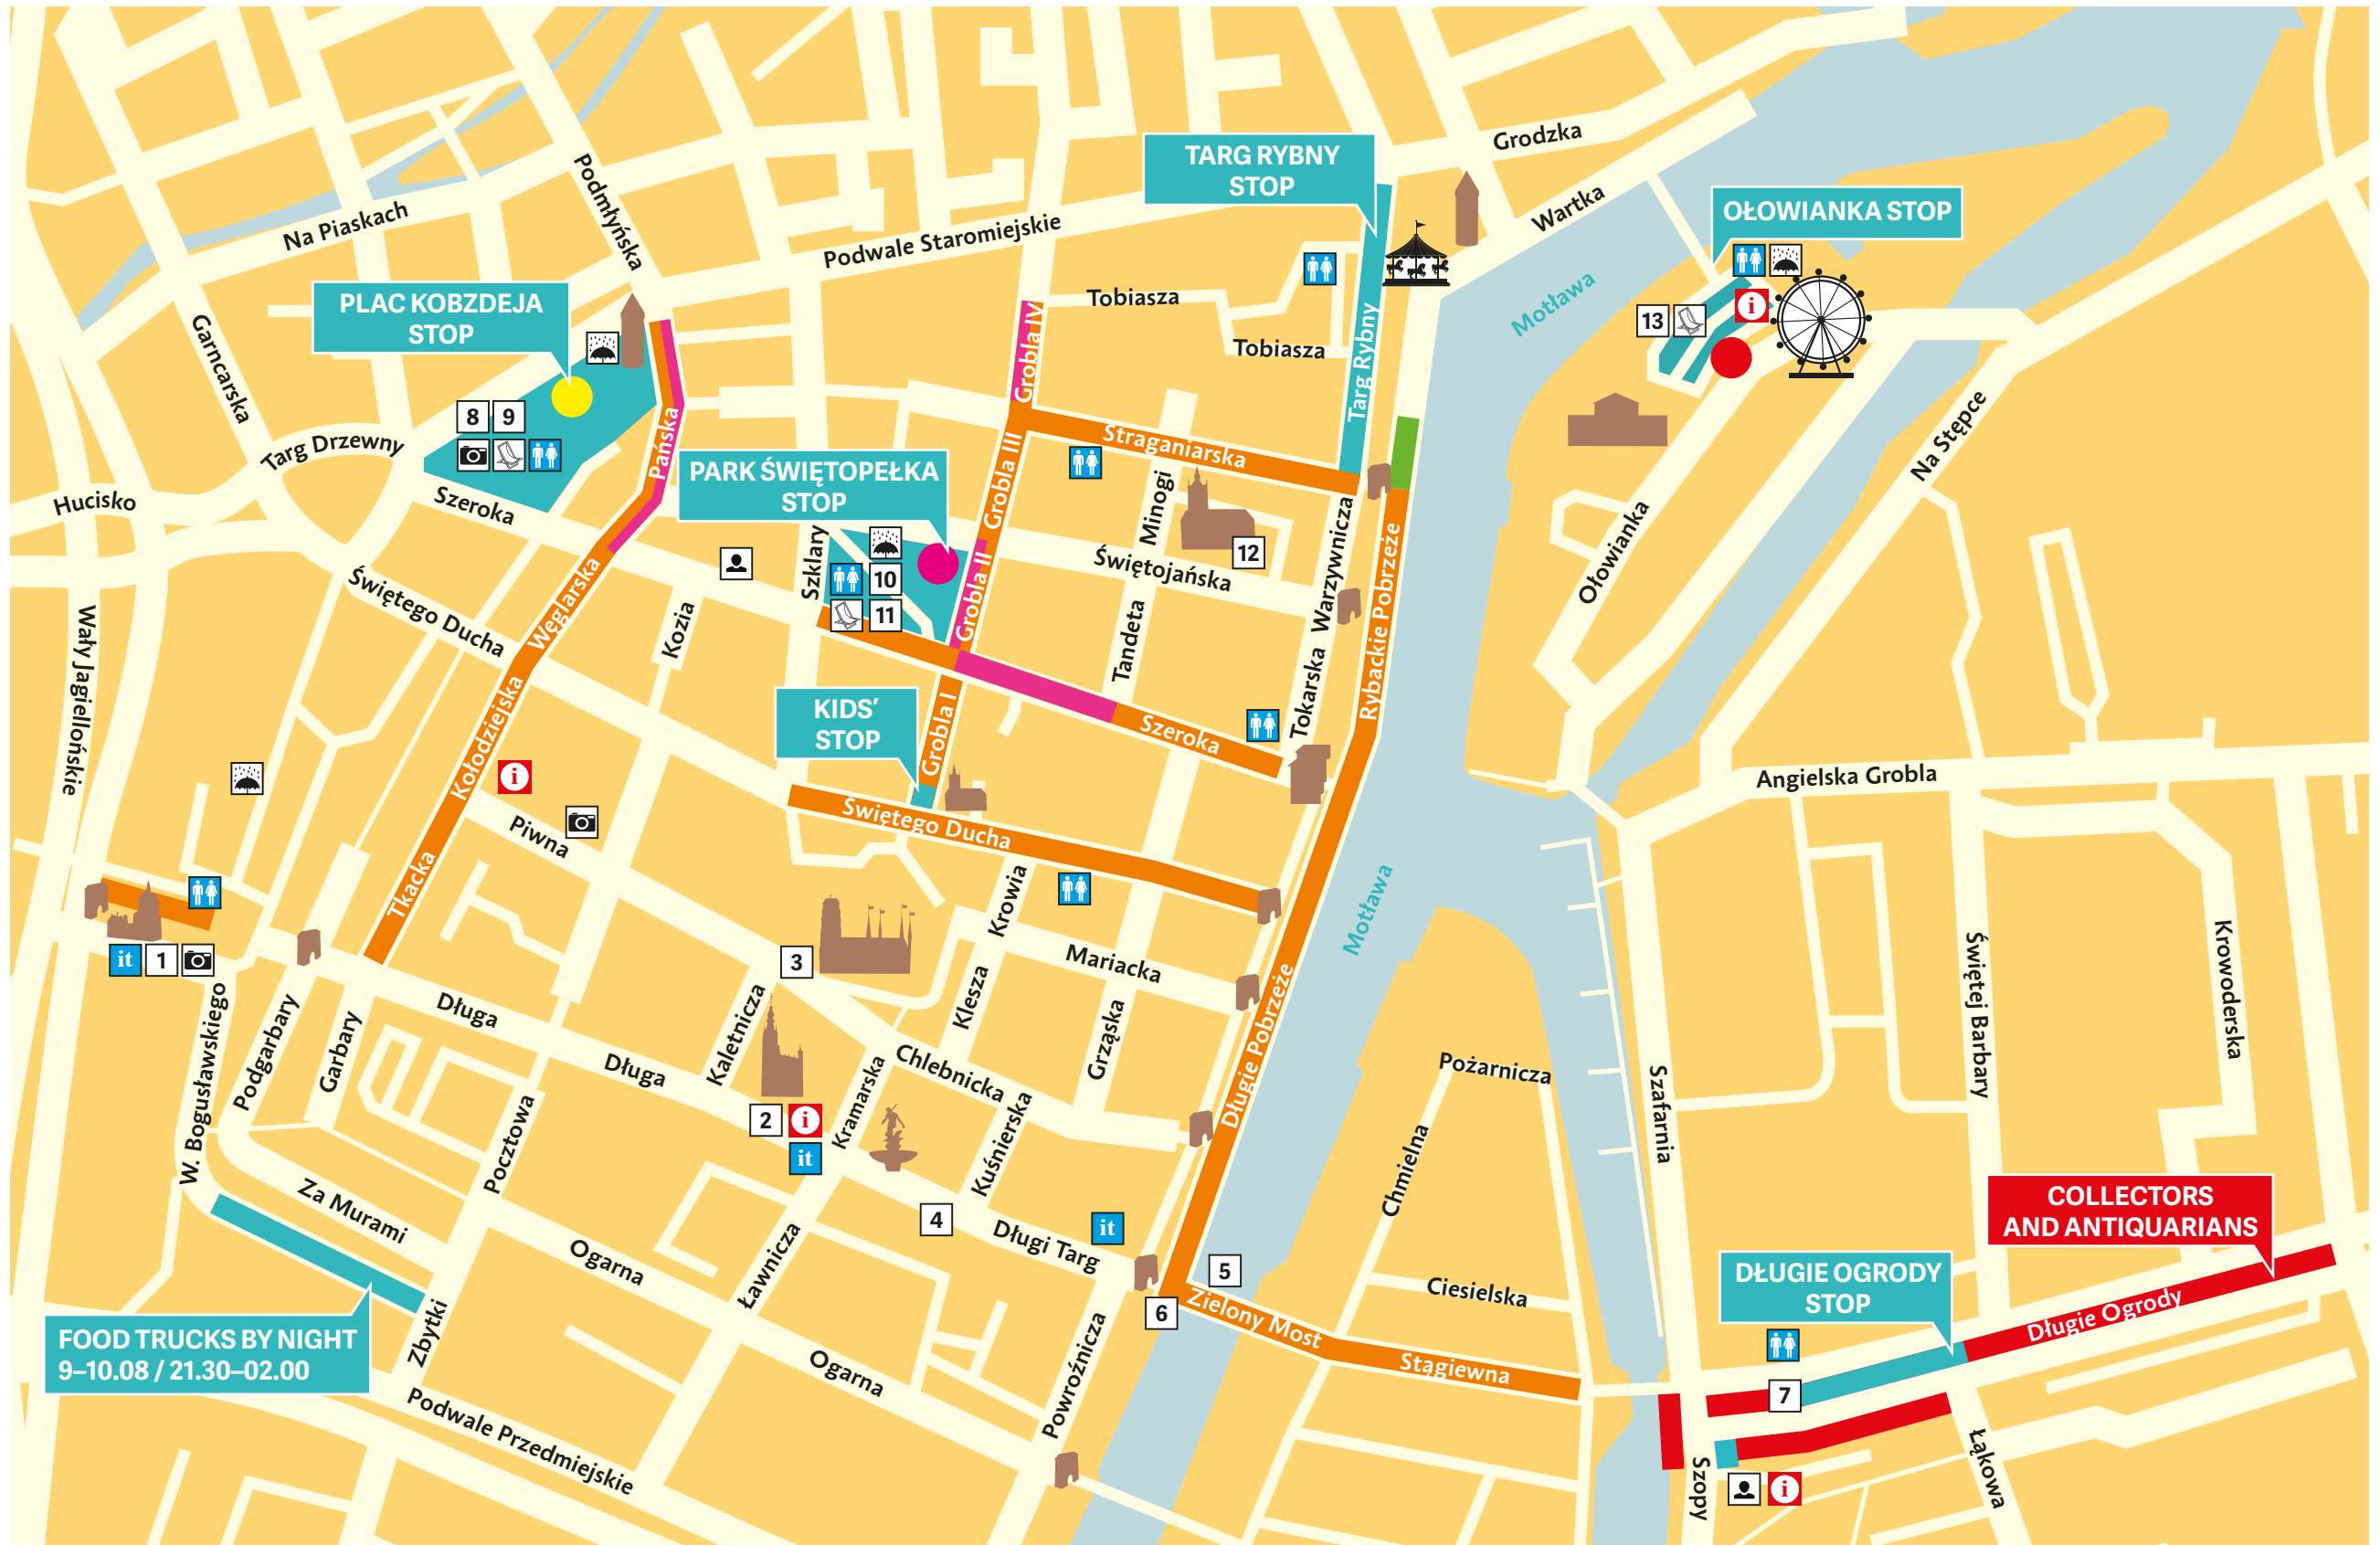 Grodzka
TARG RYBNY
STOP
Podmłyńska
Wartka
OŁOWIANKA STOP
Na Piaskach
Podwale Staromiejskie
PLAC KOBZDEJA
STOP
Tobiasza
Motława
i
13
Garncarska
Grobla IV
Tobiasza
Targ Rybny
8
9
Targ Drzewny
Pańska
Straganiarska
Na Stępce
PARK ŚWIĘTOPEŁKA
STOP
Hucisko
Szeroka
Grobla III
Minogi
Szklary
12
Warzywnicza
Ołowianka
Świętojańska
10
11
Grobla II
Świętego Ducha
Węglarska
Kozia
Tandeta
Rybackie Pobrzeże
Wały Jagiellońskie
Kołodziejska
KIDS’
STOP
Grobla I
Szeroka
Tokarska
i
Angielska Grobla
Piwna
Świętego Ducha
Tkacka
Krowia
Motława
it
1
3
Mariacka
Świętej Barbary
Krowoderska
Długa
Kaletnicza
Klesza
Grząska
Długie Pobrzeże
W. Bogusławskiego
Podgarbary
Garbary
Długa
Chlebnicka
Pożarnicza
Szafarnia
2
i
it
Kramarska
Kuśnierska
Pocztowa
Chmielna
Za Murami
4
Długi Targ
it
COLLECTORS
AND ANTIQUARIANS
Ogarna
Ławnicza
5
6
Zielony Most
Ciesielska
DŁUGIE OGRODY
STOP
Długie Ogrody
FOOD TRUCKS BY NIGHT
9–10.08 / 21.30–02.00
Zbytki
Ogarna
Powroźnicza
Stągiewna
7
Podwale Przedmiejskie
Szopy
i
Łąkowa